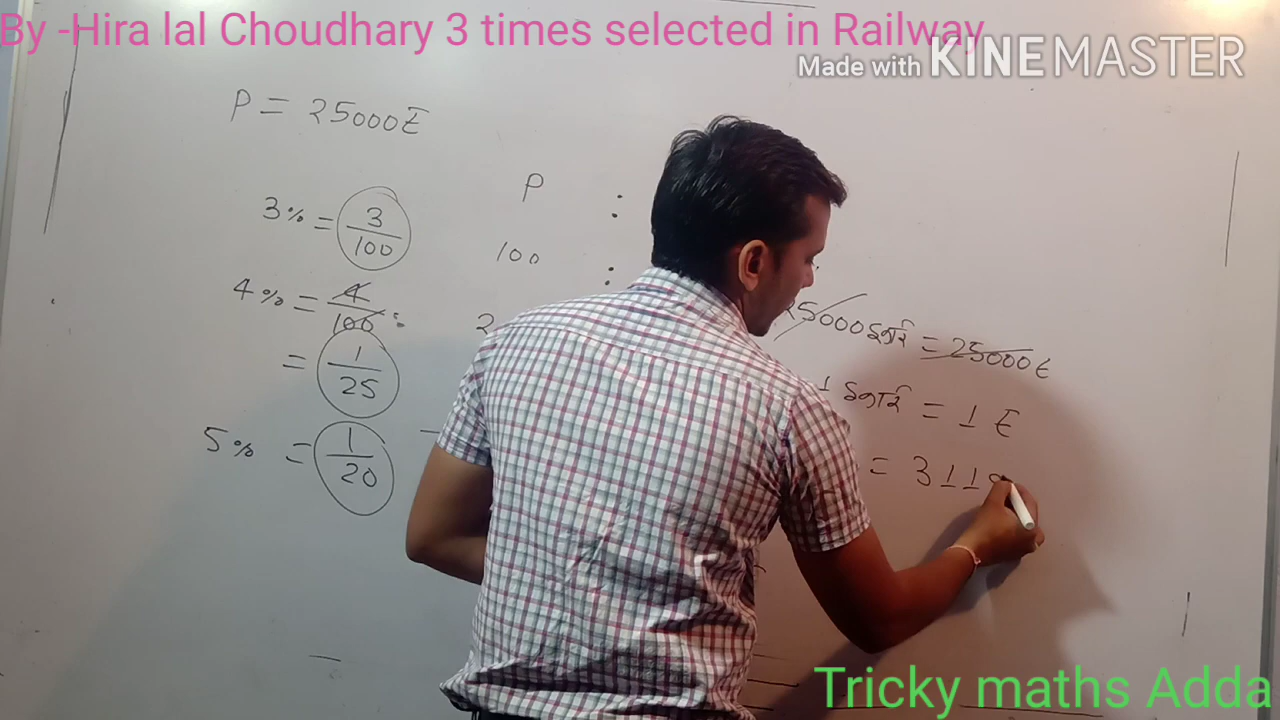 By -Hira lal Choudhary 3 times selected in Railway
Made with KINEMASTER
P = 25000₹
P :
3% = 3/100
100 :
4% = 4/100
2
= 1/25
5% = 1/20
25000 इकाई = 25000₹
1 इकाई = 1 ₹
= 311
Tricky maths Adda